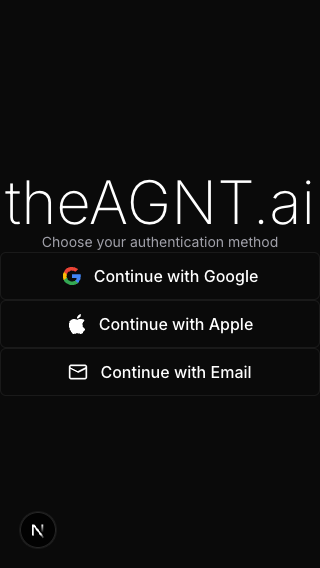 theAGNT.ai
Choose your authentication method
Continue with Google
Continue with Apple
Continue with Email
N